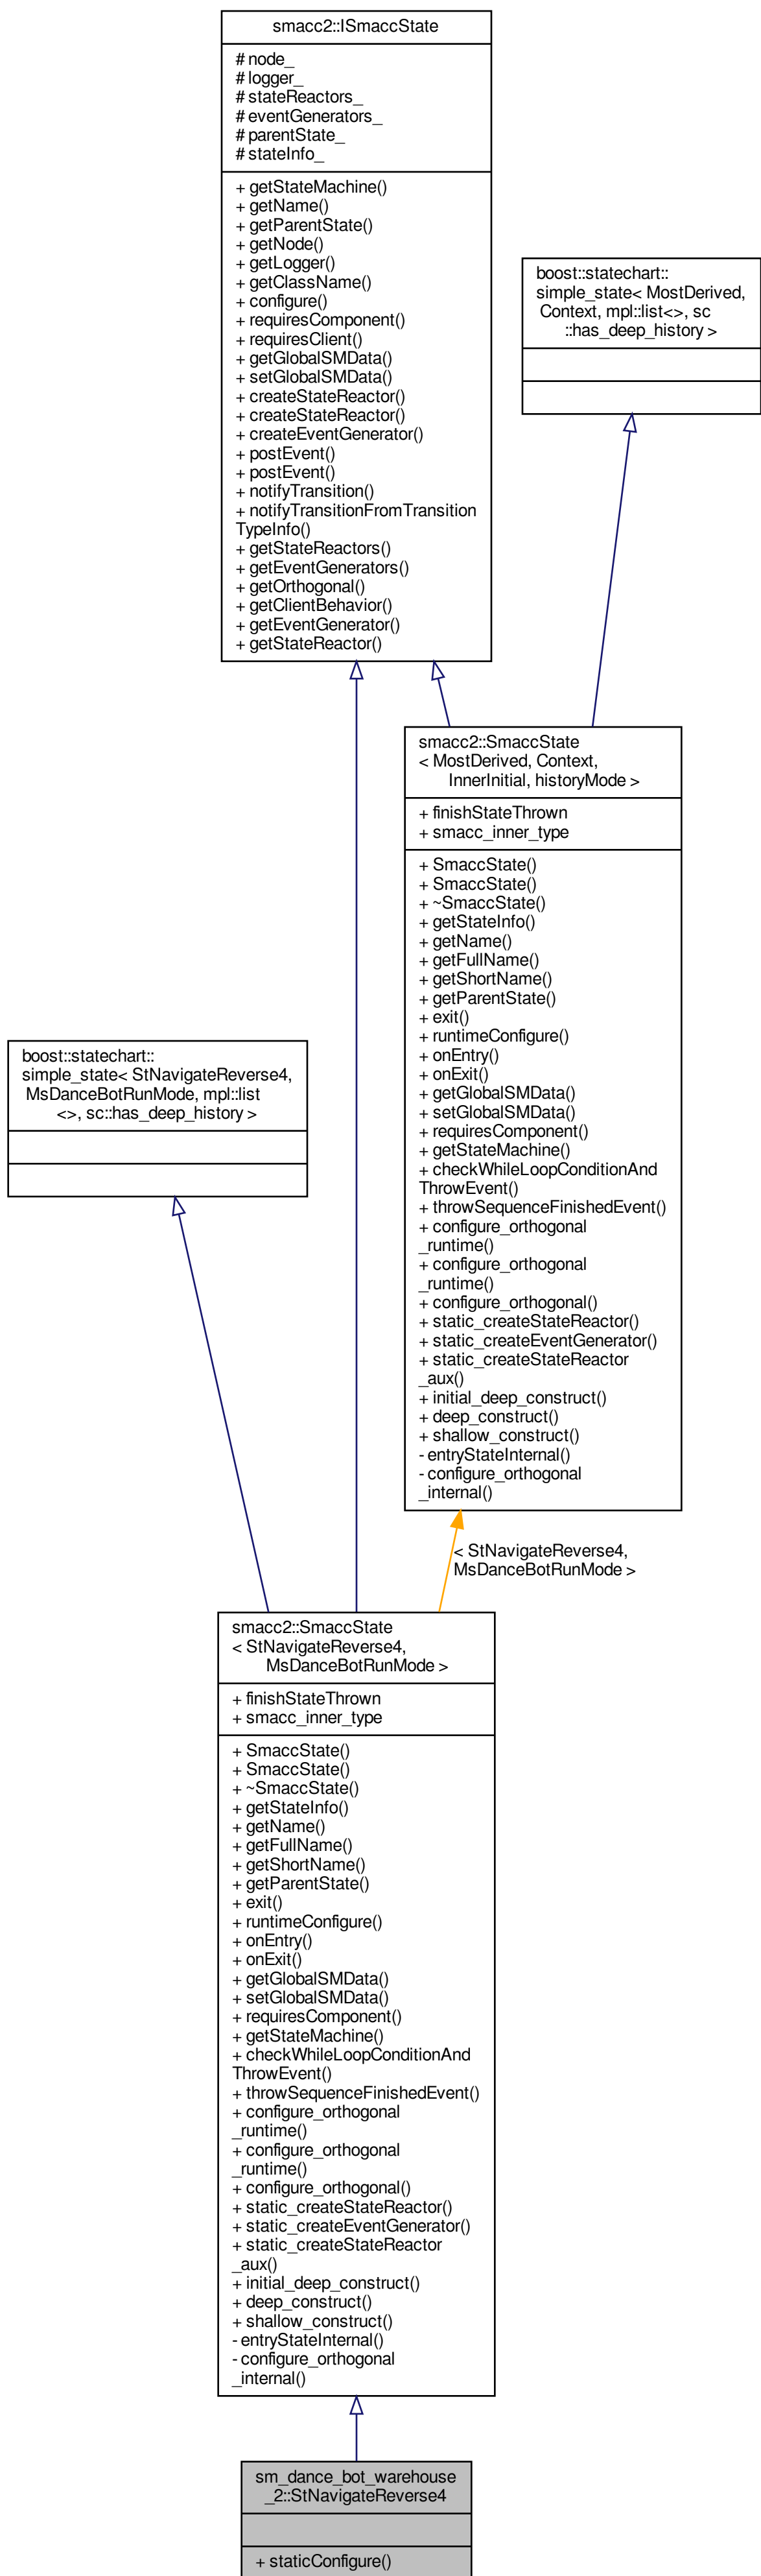 smacc2::ISmaccState
# node_
# logger_
# stateReactors_
# eventGenerators_
# parentState_
# stateInfo_
+ getStateMachine()
+ getName()
+ getParentState()
+ getNode()
+ getLogger()
+ getClassName()
+ configure()
+ requiresComponent()
+ requiresClient()
+ getGlobalSMData()
+ setGlobalSMData()
+ createStateReactor()
+ createStateReactor()
+ createEventGenerator()
+ postEvent()
+ postEvent()
+ notifyTransition()
+ notifyTransitionFromTransition
TypeInfo()
+ getStateReactors()
+ getEventGenerators()
+ getOrthogonal()
+ getClientBehavior()
+ getEventGenerator()
+ getStateReactor()
boost::statechart::
simple_state< MostDerived,
Context, mpl::list<>, sc
::has_deep_history >
smacc2::SmaccState
< MostDerived, Context,
InnerInitial, historyMode >
+ finishStateThrown
+ smacc_inner_type
+ SmaccState()
+ SmaccState()
+ ~SmaccState()
+ getStateInfo()
+ getName()
+ getFullName()
+ getShortName()
+ getParentState()
+ exit()
+ runtimeConfigure()
+ onEntry()
+ onExit()
+ getGlobalSMData()
+ setGlobalSMData()
+ requiresComponent()
+ getStateMachine()
+ checkWhileLoopConditionAnd
ThrowEvent()
+ throwSequenceFinishedEvent()
+ configure_orthogonal
_runtime()
+ configure_orthogonal
_runtime()
+ configure_orthogonal()
+ static_createStateReactor()
+ static_createEventGenerator()
+ static_createStateReactor
_aux()
+ initial_deep_construct()
+ deep_construct()
+ shallow_construct()
- entryStateInternal()
- configure_orthogonal
_internal()
boost::statechart::
simple_state< StNavigateReverse4,
MsDanceBotRunMode, mpl::list
<>, sc::has_deep_history >
< StNavigateReverse4,
MsDanceBotRunMode >
smacc2::SmaccState
< StNavigateReverse4,
MsDanceBotRunMode >
+ finishStateThrown
+ smacc_inner_type
+ SmaccState()
+ SmaccState()
+ ~SmaccState()
+ getStateInfo()
+ getName()
+ getFullName()
+ getShortName()
+ getParentState()
+ exit()
+ runtimeConfigure()
+ onEntry()
+ onExit()
+ getGlobalSMData()
+ setGlobalSMData()
+ requiresComponent()
+ getStateMachine()
+ checkWhileLoopConditionAnd
ThrowEvent()
+ throwSequenceFinishedEvent()
+ configure_orthogonal
_runtime()
+ configure_orthogonal
_runtime()
+ configure_orthogonal()
+ static_createStateReactor()
+ static_createEventGenerator()
+ static_createStateReactor
_aux()
+ initial_deep_construct()
+ deep_construct()
+ shallow_construct()
- entryStateInternal()
- configure_orthogonal
_internal()
sm_dance_bot_warehouse
_2::StNavigateReverse4
+ staticConfigure()